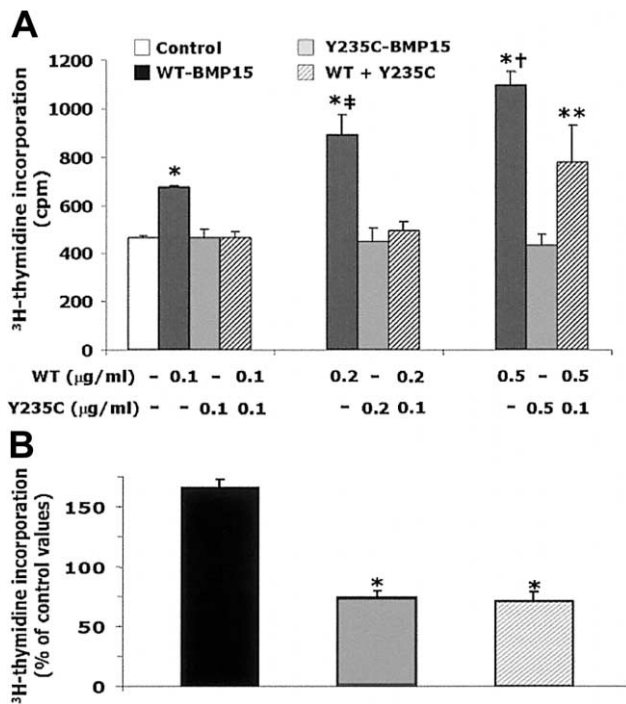 A
Control
WT-BMP15
Y235C-BMP15
WT + Y235C
³H-thymidine incorporation
(cpm)
1200
1000
800
600
400
200
0
*
*‡
*†
**
WT (µg/ml) – 0.1 – 0.1 0.2 – 0.2 0.5 – 0.5
Y235C (µg/ml) – – 0.1 0.1 – 0.2 0.1 – 0.5 0.1
B
³H-thymidine incorporation
(% of control values)
150
75
50
0
*
*